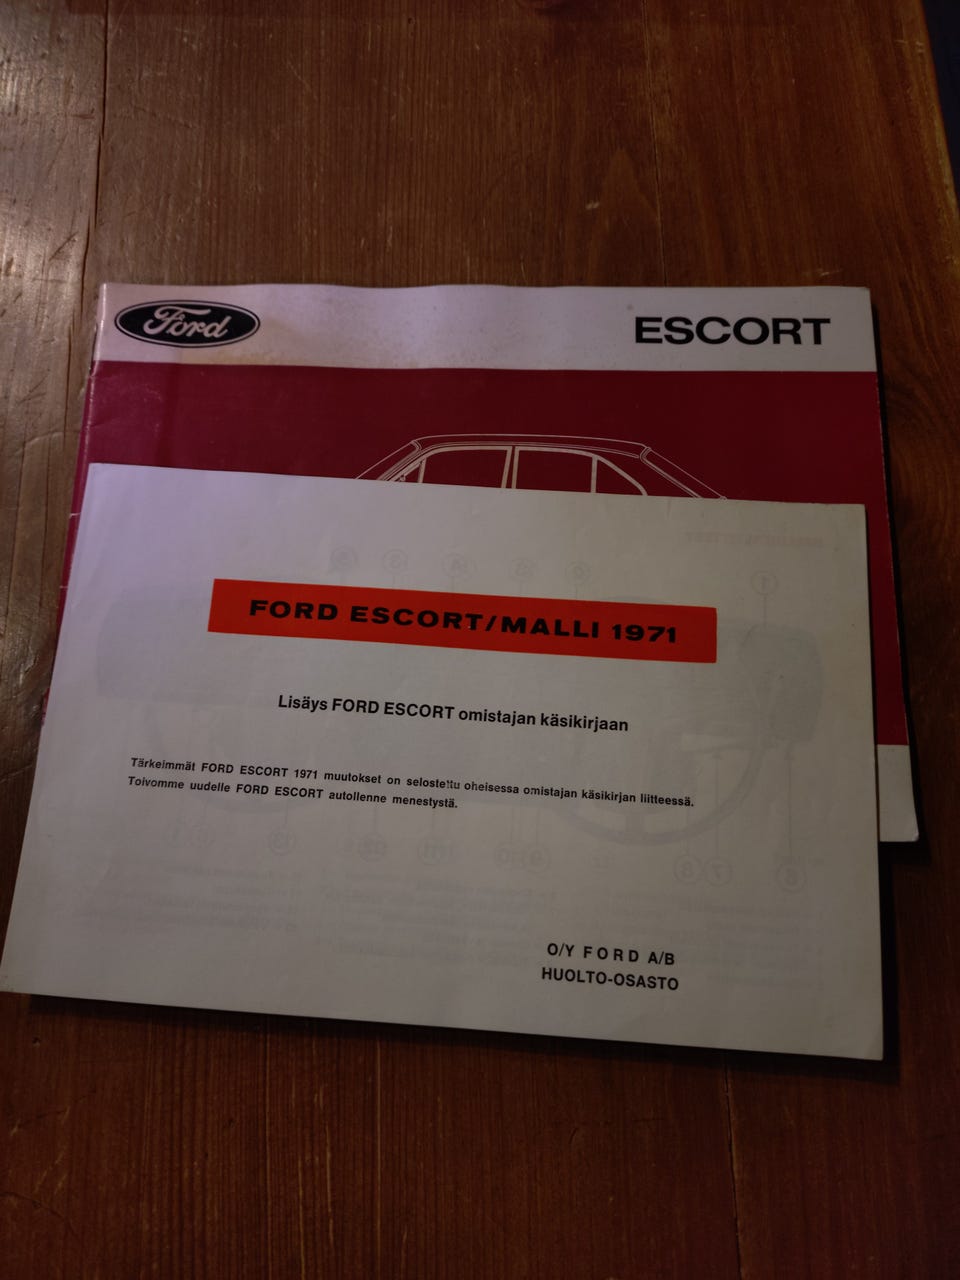 Ford
ESCORT
FORD ESCORT/MALLI 1971
Lisäys FORD ESCORT omistajan käsikirjaan
Tärkeimmät FORD ESCORT 1971 muutokset on selostettu oheisessa omistajan käsikirjan liitteessä.
Toivomme uudelle FORD ESCORT autollenne menestystä.
O/Y FORD A/B
HUOLTO-OSASTO